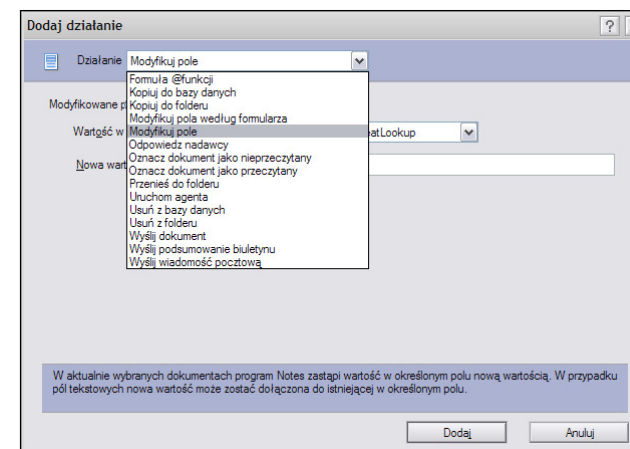 Dodaj działanie
?
Działanie Modyfikuj pole
Formuła @funkcji
Kopiuj do bazy danych
Modyfikowane p Kopiuj do folderu
Modyfikuj pola według formularza
Wartość w Modyfikuj pole eatLookup
Odpowiedz nadawcy
Oznacz dokument jako nieprzeczytany
Nowa wart Oznacz dokument jako przeczytany
Przenieś do folderu
Uruchom agenta
Usuń z bazy danych
Usuń z folderu
Wyślij dokument
Wyślij podsumowanie biuletynu
Wyślij wiadomość pocztową
W aktualnie wybranych dokumentach program Notes zastąpi wartość w określonym polu nową wartością. W przypadku
pól tekstowych nowa wartość może zostać dołączona do istniejącej w określonym polu.
Dodaj Anuluj